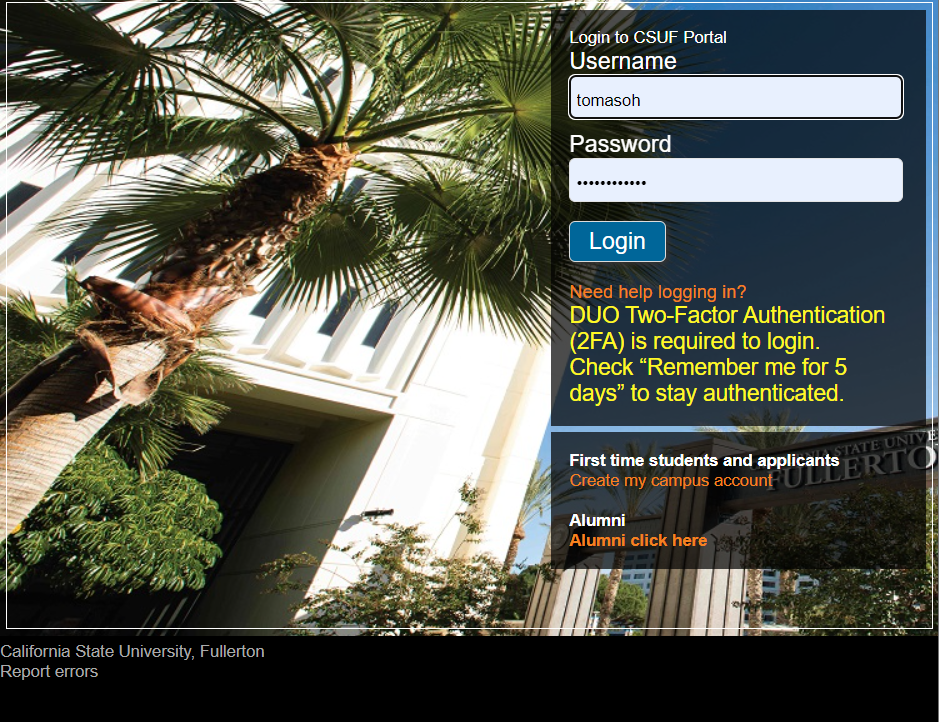 Login to CSUF Portal
Username
tomasoh
Password
••••••••••••
Login
Need help logging in?
DUO Two-Factor Authentication
(2FA) is required to login.
Check “Remember me for 5
days” to stay authenticated.
STATE UNIVE
FULLERTO
First time students and applicants
Create my campus account
Alumni
Alumni click here
California State University, Fullerton
Report errors